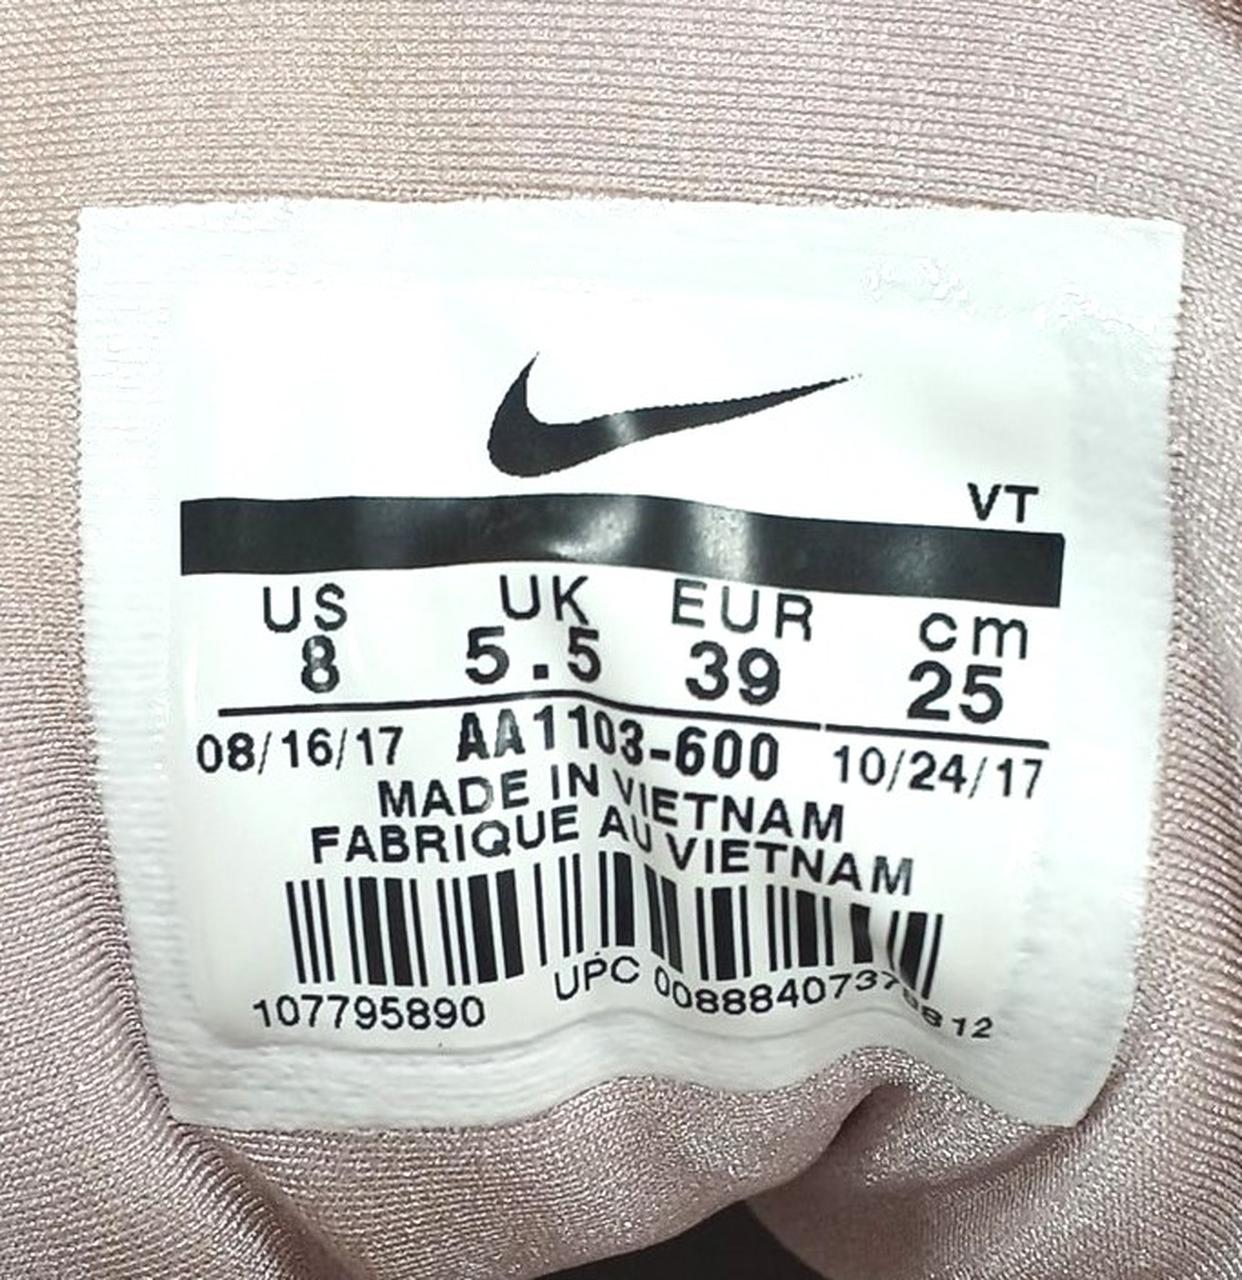 VT
US UK EUR cm
8 5.5 39 25
08/16/17 AA1103-600 10/24/17
MADE IN VIETNAM
FABRIQUE AU VIETNAM
107795890 UPC